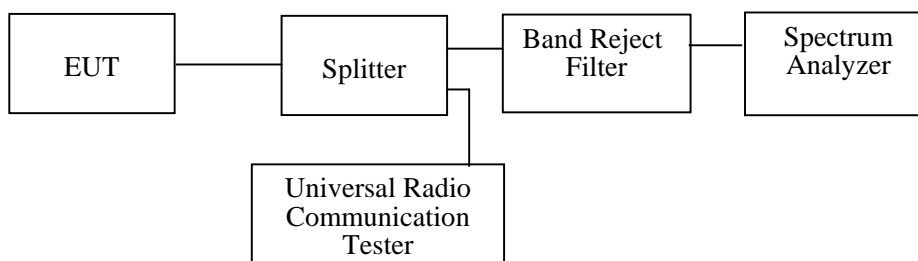 EUT
Splitter
Band Reject
Filter
Spectrum
Analyzer
Universal Radio
Communication
Tester